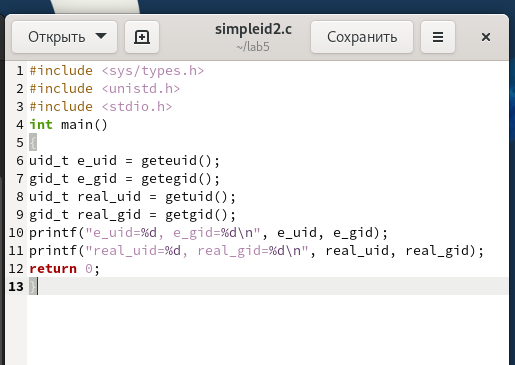 Открыть simpleid2.c Сохранить
~/lab5
1 #include <sys/types.h>
2 #include <unistd.h>
3 #include <stdio.h>
4 int main()
5 {
6 uid_t e_uid = geteuid();
7 gid_t e_gid = getegid();
8 uid_t real_uid = getuid();
9 gid_t real_gid = getgid();
10 printf("e_uid=%d, e_gid=%d\n", e_uid, e_gid);
11 printf("real_uid=%d, real_gid=%d\n", real_uid, real_gid);
12 return 0;
13 }